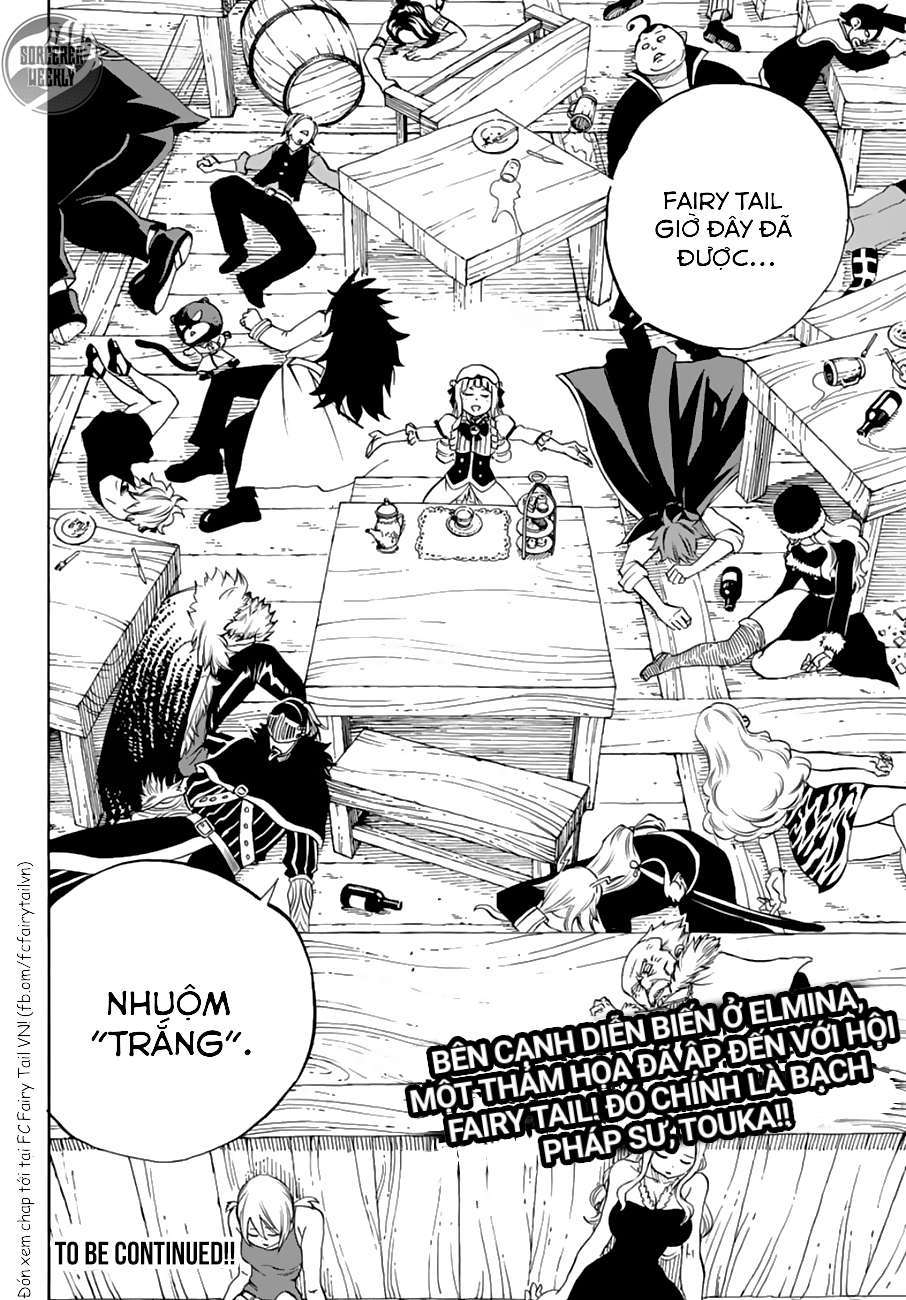 SORCERER
WEEKLY
FAIRY TAIL
GIỜ ĐÂY ĐÃ
ĐƯỢC...
NHUỘM
"TRẮNG".
BÊN CẠNH DIỄN BIẾN Ở ELMINA,
MỘT THẢM HỌA ĐÃ ẬP ĐẾN VỚI HỘI
FAIRY TAIL! ĐÓ CHÍNH LÀ BẠCH
PHÁP SƯ, TOUKA!!
TO BE CONTINUED!!
Đón xem chap tới tại FC Fairy Tail VN! (fb.om/fcfairytailvn)